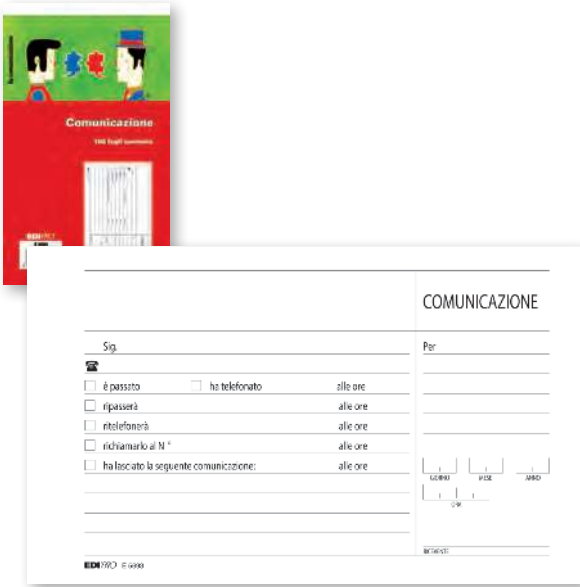 Comunicazione
100 fogli
EDIPRO
COMUNICAZIONE
Sig.
Per
è passato
ha telefonato
alle ore
ripasserà
alle ore
ritelefonerà
alle ore
richiamarlo al N °
alle ore
ha lasciato la seguente comunicazione:
alle ore
GIORNO
MESE
ANNO
ORA
RICEVENTE
EDIPRO